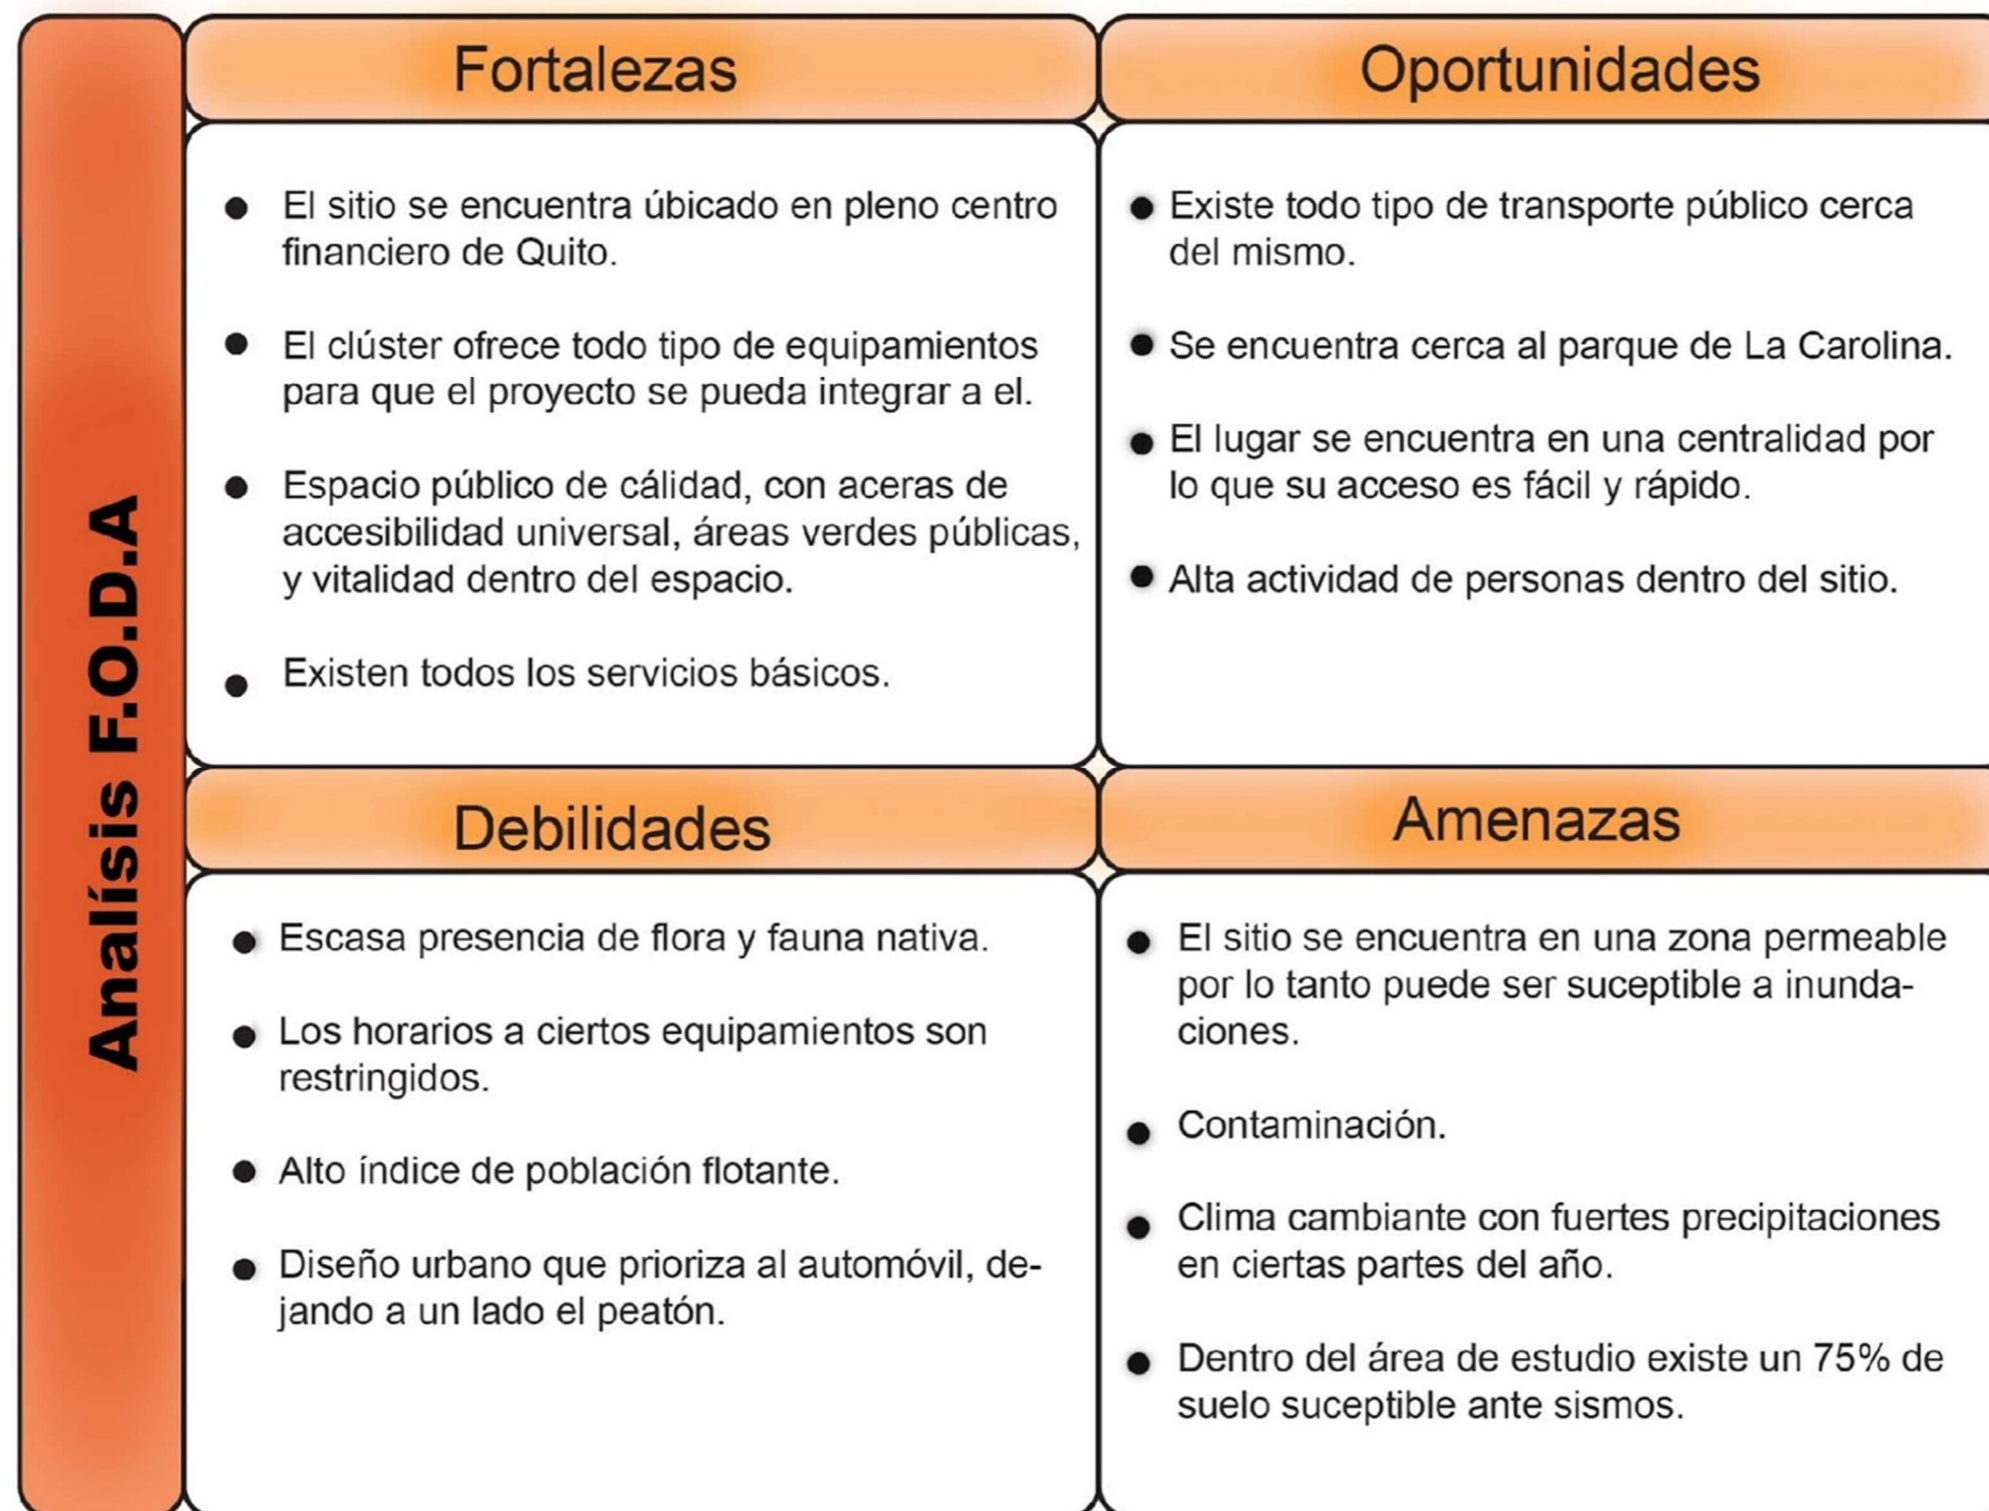 Analísis F.O.D.A
Fortalezas
El sitio se encuentra úbicado en pleno centro
financiero de Quito.
El clúster ofrece todo tipo de equipamientos
para que el proyecto se pueda integrar a el.
Espacio público de cálidad, con aceras de
accesibilidad universal, áreas verdes públicas,
y vitalidad dentro del espacio.
Existen todos los servicios básicos.
Oportunidades
Existe todo tipo de transporte público cerca
del mismo.
Se encuentra cerca al parque de La Carolina.
El lugar se encuentra en una centralidad por
lo que su acceso es fácil y rápido.
Alta actividad de personas dentro del sitio.
Debilidades
Escasa presencia de flora y fauna nativa.
Los horarios a ciertos equipamientos son
restringidos.
Alto índice de población flotante.
Diseño urbano que prioriza al automóvil, de-
jando a un lado el peatón.
Amenazas
El sitio se encuentra en una zona permeable
por lo tanto puede ser suceptible a inunda-
ciones.
Contaminación.
Clima cambiante con fuertes precipitaciones
en ciertas partes del año.
Dentro del área de estudio existe un 75% de
suelo suceptible ante sismos.